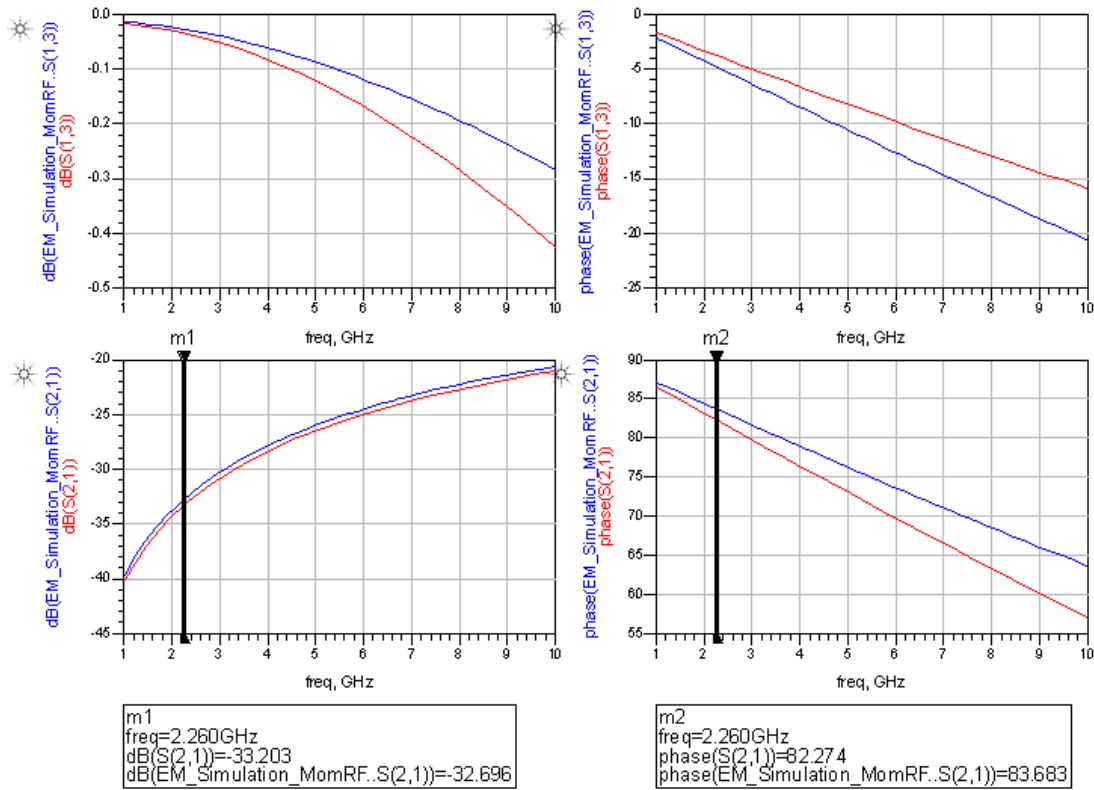 dB(EM_Simulation_MomRF..S(1,3))
dB(S(1,3))
0.0
-0.1
-0.2
-0.3
-0.4
-0.5
1 2 3 4 5 6 7 8 9 10
freq, GHz
phase(EM_Simulation_MomRF..S(1,3))
phase(S(1,3))
0
-5
-10
-15
-20
-25
1 2 3 4 5 6 7 8 9 10
freq, GHz
m1
dB(EM_Simulation_MomRF..S(2,1))
dB(S(2,1))
-20
-25
-30
-35
-40
-45
1 2 3 4 5 6 7 8 9 10
freq, GHz
m2
phase(EM_Simulation_MomRF..S(2,1))
phase(S(2,1))
90
85
80
75
70
65
60
55
1 2 3 4 5 6 7 8 9 10
freq, GHz
m1
freq=2.260GHz
dB(S(2,1))=-33.203
dB(EM_Simulation_MomRF..S(2,1))=-32.696
m2
freq=2.260GHz
phase(S(2,1))=82.274
phase(EM_Simulation_MomRF..S(2,1))=83.683